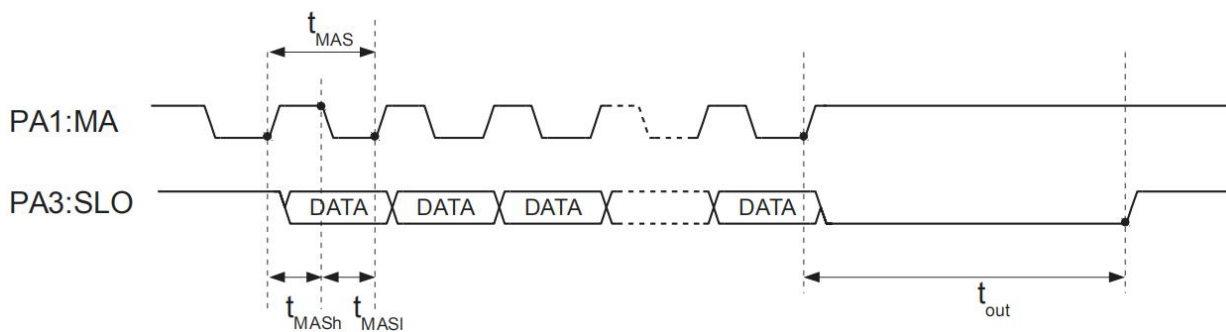 t_MAS
PA1:MA
PA3:SLO
DATA DATA DATA DATA
t_MASh t_MASl
t_out